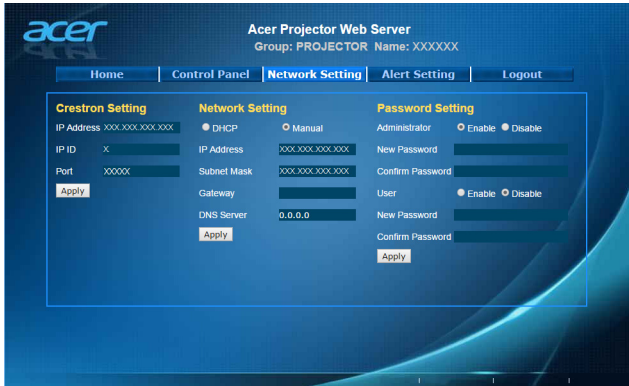 acer
Acer Projector Web Server
Group: PROJECTOR Name: XXXXXX
Home Control Panel Network Setting Alert Setting Logout
Crestron Setting
IP Address XXX.XXX.XXX.XXX
IP ID X
Port XXXXX
Apply
Network Setting
DHCP Manual
IP Address XXX.XXX.XXX.XXX
Subnet Mask XXX.XXX.XXX.XXX
Gateway
DNS Server 0.0.0.0
Apply
Password Setting
Administrator Enable Disable
New Password
Confirm Password
User Enable Disable
New Password
Confirm Password
Apply